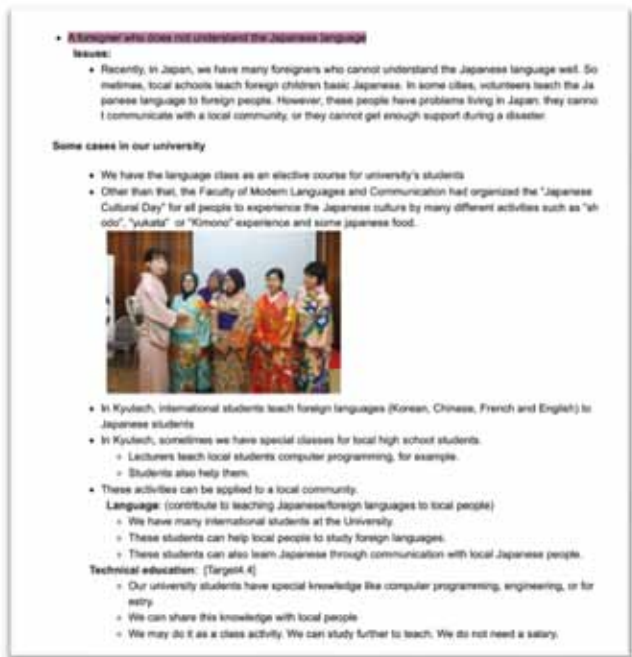 A foreigner who does not understand the Japanese language
Issues:
Recently, in Japan, we have many foreigners who cannot understand the Japanese language well. So
metimes, local schools teach foreign children basic Japanese. In some cities, volunteers teach the Ja
panese language to foreign people. However, these people have problems living in Japan: they canno
t communicate with a local community, or they cannot get enough support during a disaster.
Some cases in our university
We have the language class as an elective course for university's students
Other than that, the Faculty of Modern Languages and Communication had organized the "Japanese
Cultural Day" for all people to experience the Japanese culture by many different activities such as "sh
odo", "yukata" or "Kimono" experience and some japanese food.
In Kyutech, international students teach foreign languages (Korean, Chinese, French and English) to
Japanese students
In Kyutech, sometimes we have special classes for local high school students.
Lecturers teach local students computer programming, for example.
Students also help them.
These activities can be applied to a local community.
Language: (contribute to teaching Japanese/foreign languages to local people)
We have many international students at the University.
These students can help local people to study foreign languages.
These students can also learn Japanese through communication with local Japanese people.
Technical education: [Target4.4]
Our university students have special knowledge like computer programming, engineering, or for
estry.
We can share this knowledge with local people
We may do it as a class activity. We can study further to teach. We do not need a salary.